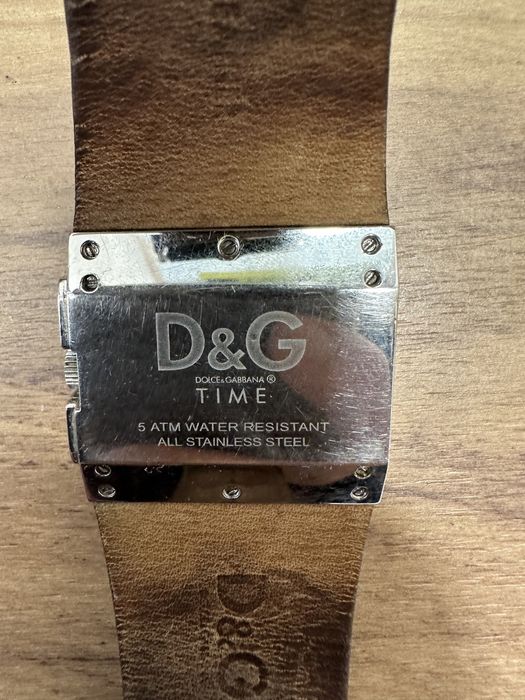 D&G
DOLCE&GABBANA®
TIME
5 ATM WATER RESISTANT
ALL STAINLESS STEEL
D&G